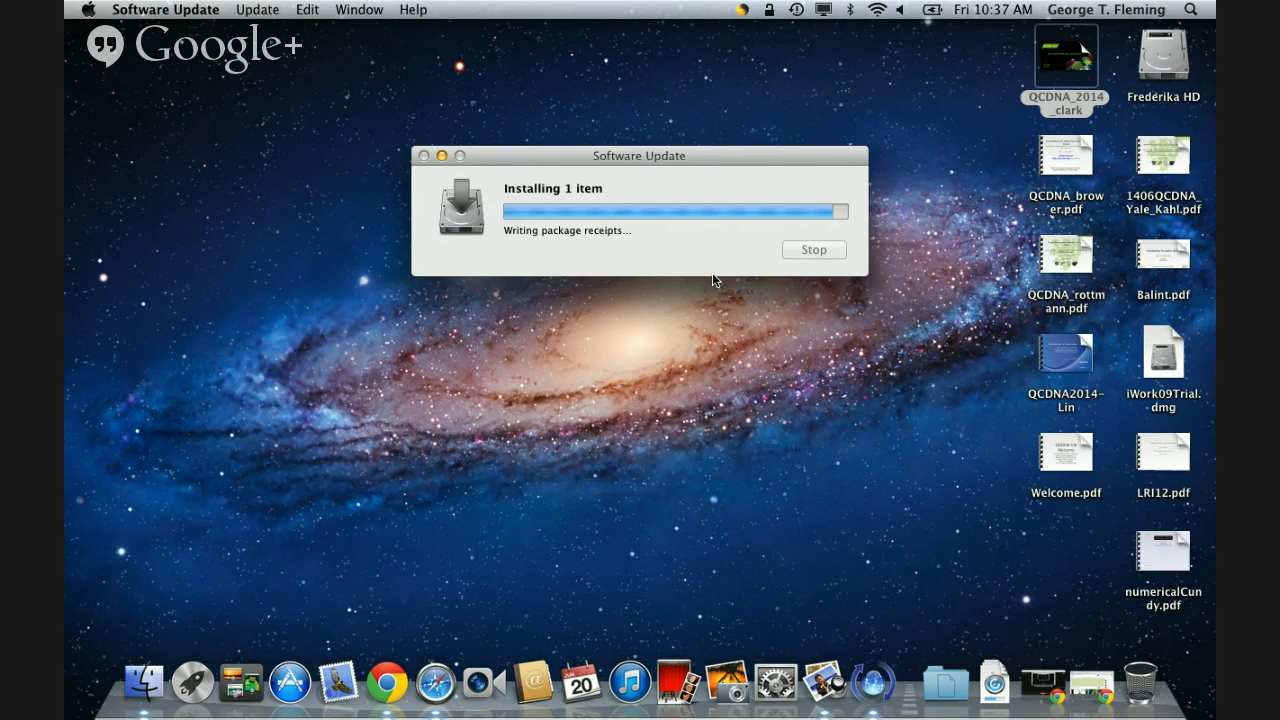 Software Update Update Edit Window Help Fri 10:37 AM George T. Fleming
Google+
Software Update
Installing 1 item
Writing package receipts...
Stop
QCDNA_2014
_clark
Frederika HD
QCDNA_brow
er.pdf
1406QCDNA_
Yale_Kahl.pdf
QCDNA_rottm
ann.pdf
Balint.pdf
QCDNA2014-
Lin
iWork09Trial.
dmg
Welcome.pdf
LRI12.pdf
numericalCun
dy.pdf
JUN
20